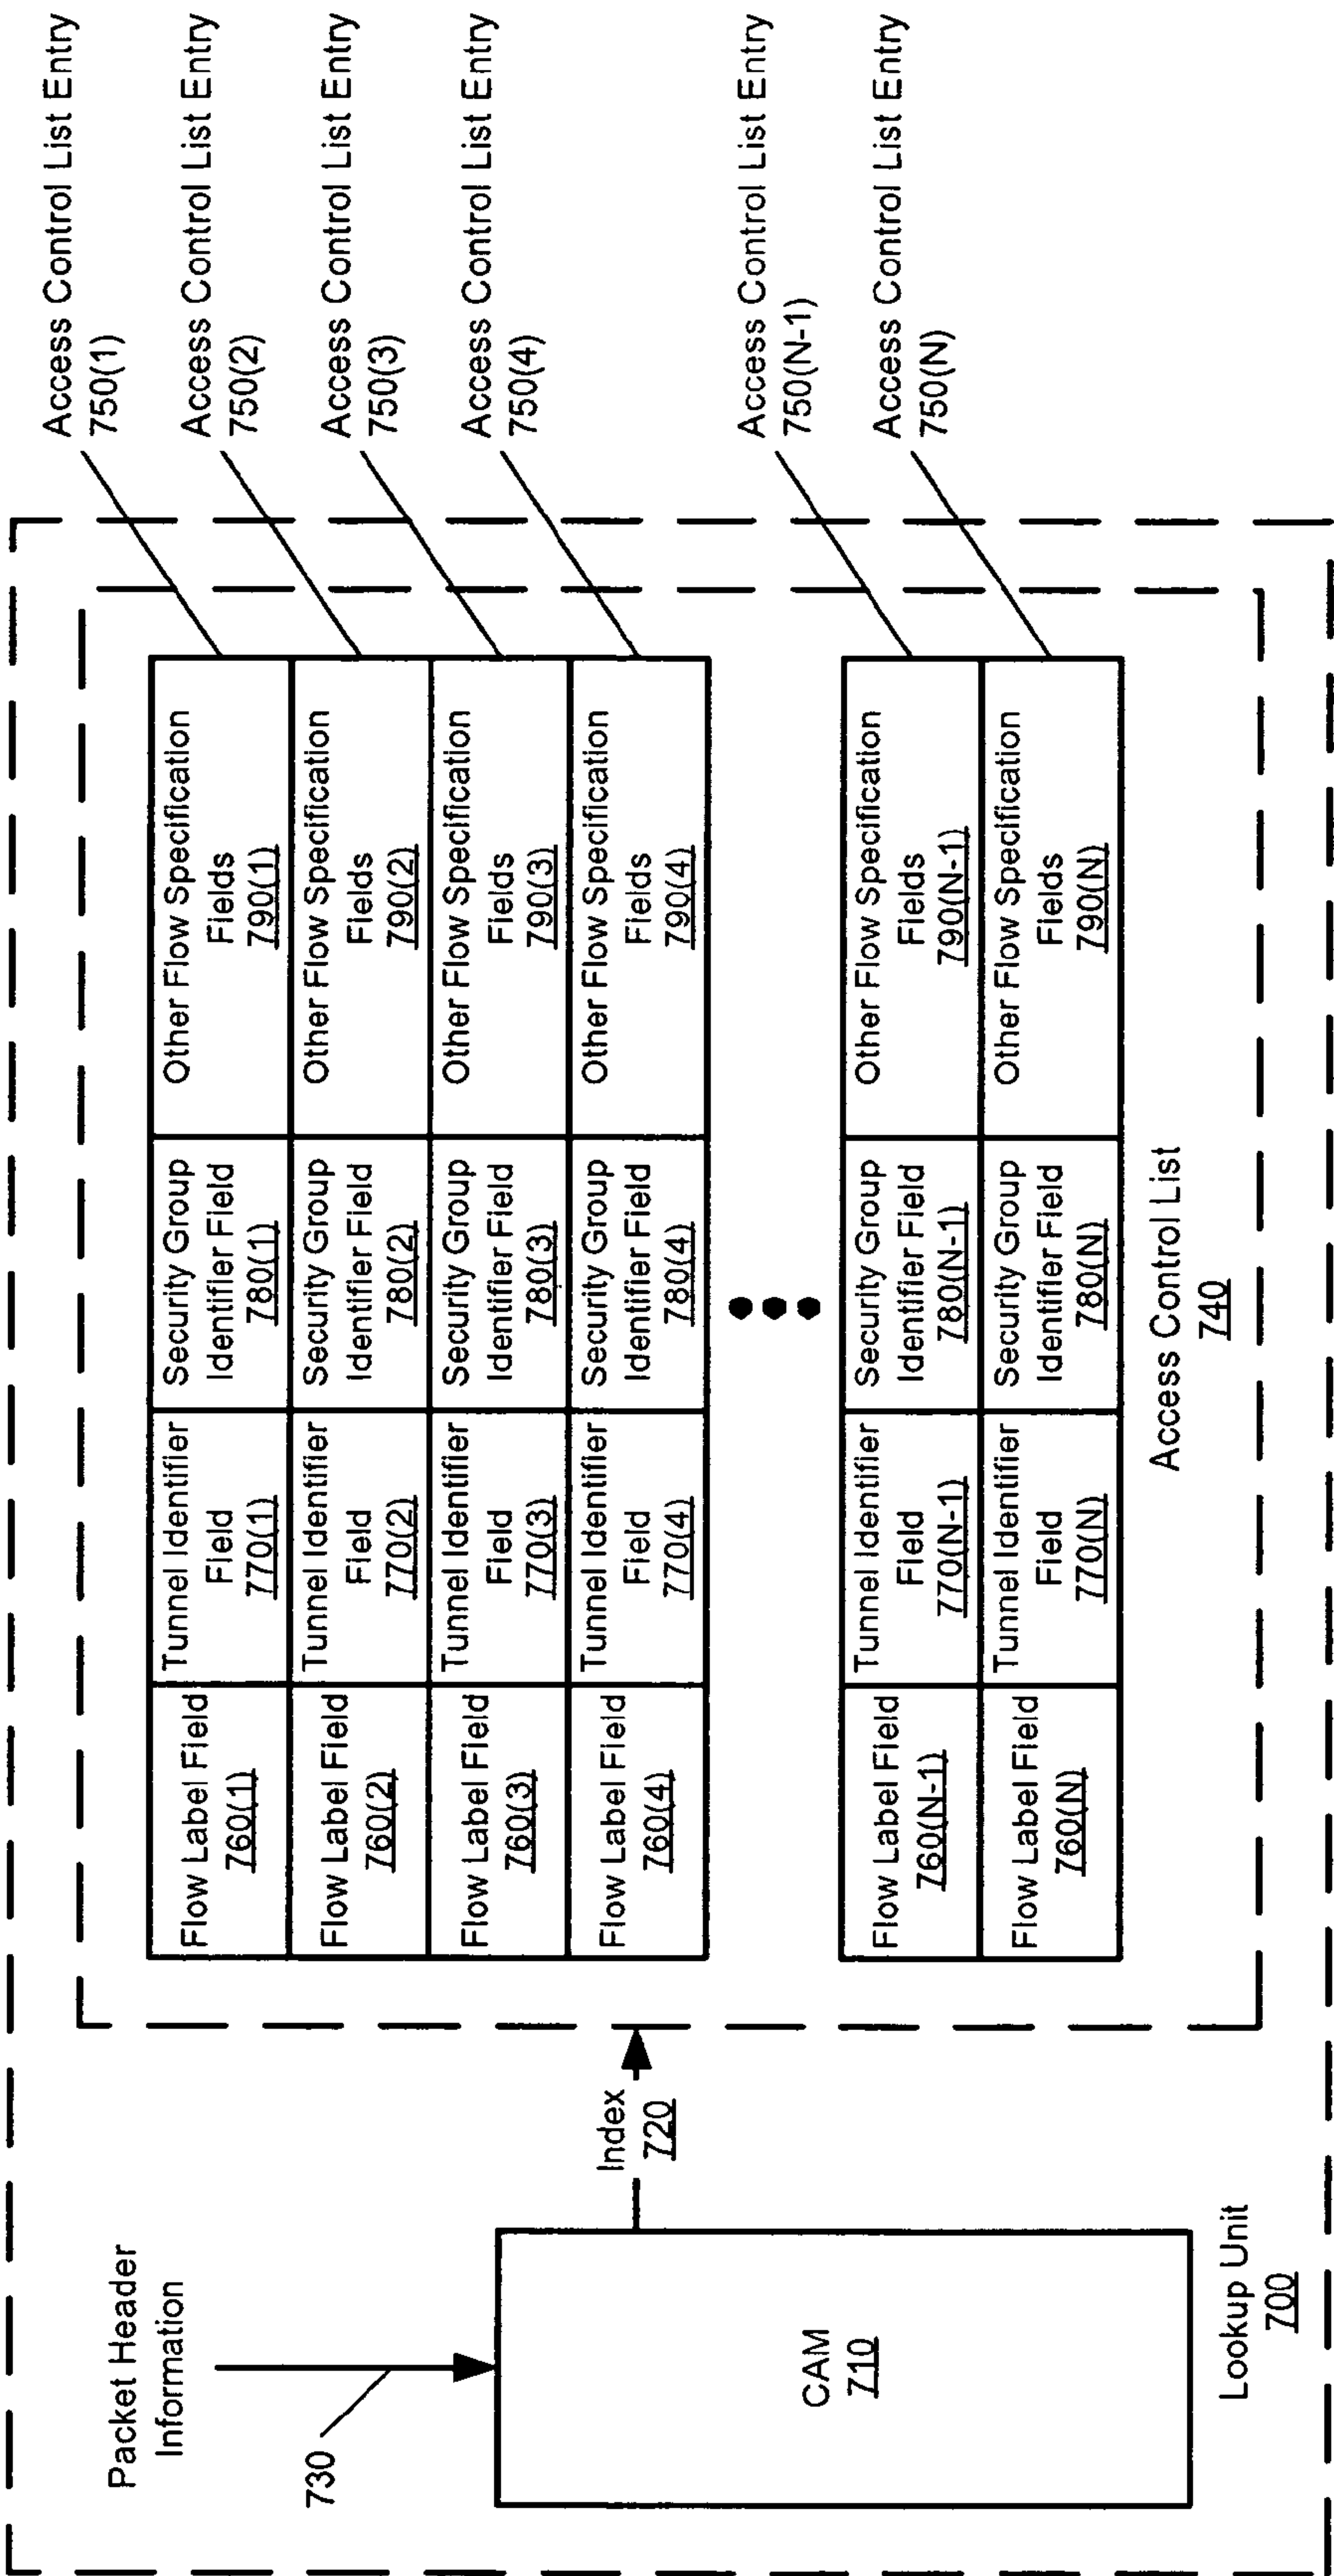 Packet Header
Information
730
CAM
710
Lookup Unit
700
Index
720
Flow Label Field
760(1)
Tunnel Identifier
Field
770(1)
Security Group
Identifier Field
780(1)
Other Flow Specification
Fields
790(1)
Access Control List Entry
750(1)
Flow Label Field
760(2)
Tunnel Identifier
Field
770(2)
Security Group
Identifier Field
780(2)
Other Flow Specification
Fields
790(2)
Access Control List Entry
750(2)
Flow Label Field
760(3)
Tunnel Identifier
Field
770(3)
Security Group
Identifier Field
780(3)
Other Flow Specification
Fields
790(3)
Access Control List Entry
750(3)
Flow Label Field
760(4)
Tunnel Identifier
Field
770(4)
Security Group
Identifier Field
780(4)
Other Flow Specification
Fields
790(4)
Access Control List Entry
750(4)
Flow Label Field
760(N-1)
Tunnel Identifier
Field
770(N-1)
Security Group
Identifier Field
780(N-1)
Other Flow Specification
Fields
790(N-1)
Access Control List Entry
750(N-1)
Flow Label Field
760(N)
Tunnel Identifier
Field
770(N)
Security Group
Identifier Field
780(N)
Other Flow Specification
Fields
790(N)
Access Control List Entry
750(N)
Access Control List
740